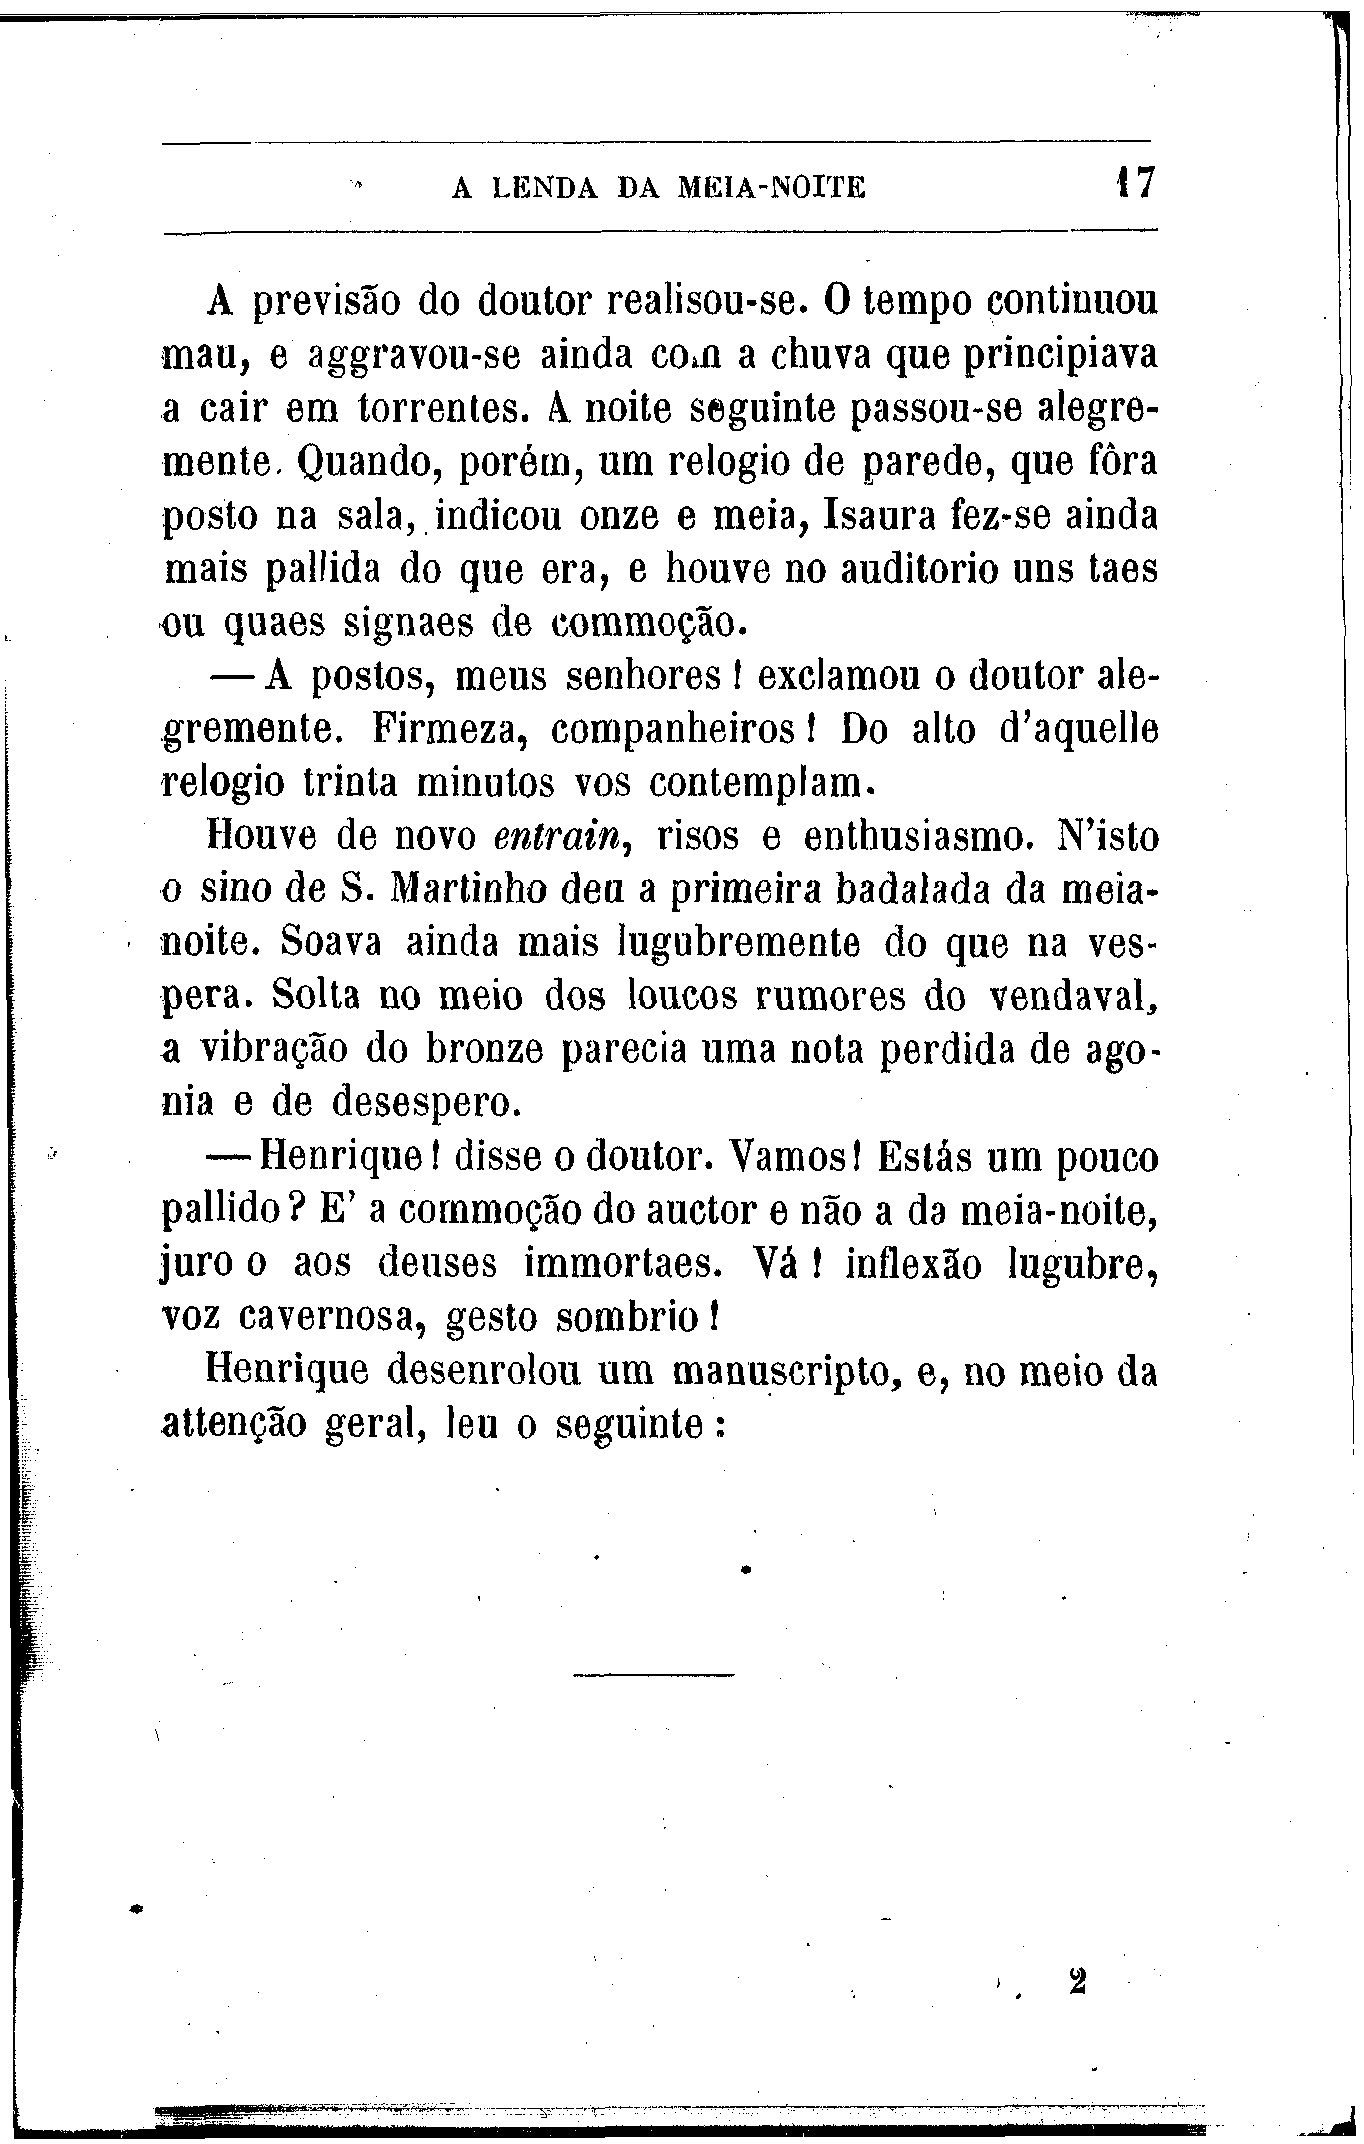 A LENDA DA MEIA-NOITE 17
A previsão do doutor realisou-se. O tempo continuou
mau, e aggravou-se ainda com a chuva que principiava
a cair em torrentes. A noite seguinte passou-se alegre-
mente. Quando, porém, um relogio de parede, que fôra
posto na sala, indicou onze e meia, Isaura fez-se ainda
mais pallida do que era, e houve no auditorio uns taes
ou quaes signaes de commoção.
— A postos, meus senhores! exclamou o doutor ale-
gremente. Firmeza, companheiros! Do alto d'aquelle
relogio trinta minutos vos contemplam.
Houve de novo entrain, risos e enthusiasmo. N'isto
o sino de S. Martinho deu a primeira badalada da meia-
noite. Soava ainda mais lugubremente do que na ves-
pera. Solta no meio dos loucos rumores do vendaval,
a vibração do bronze parecia uma nota perdida de ago-
nia e de desespero.
— Henrique! disse o doutor. Vamos! Estás um pouco
pallido? E' a commoção do auctor e não a da meia-noite,
juro o aos deuses immortaes. Vá! inflexão lugubre,
voz cavernosa, gesto sombrio!
Henrique desenrolou um manuscripto, e, no meio da
attenção geral, leu o seguinte:
2